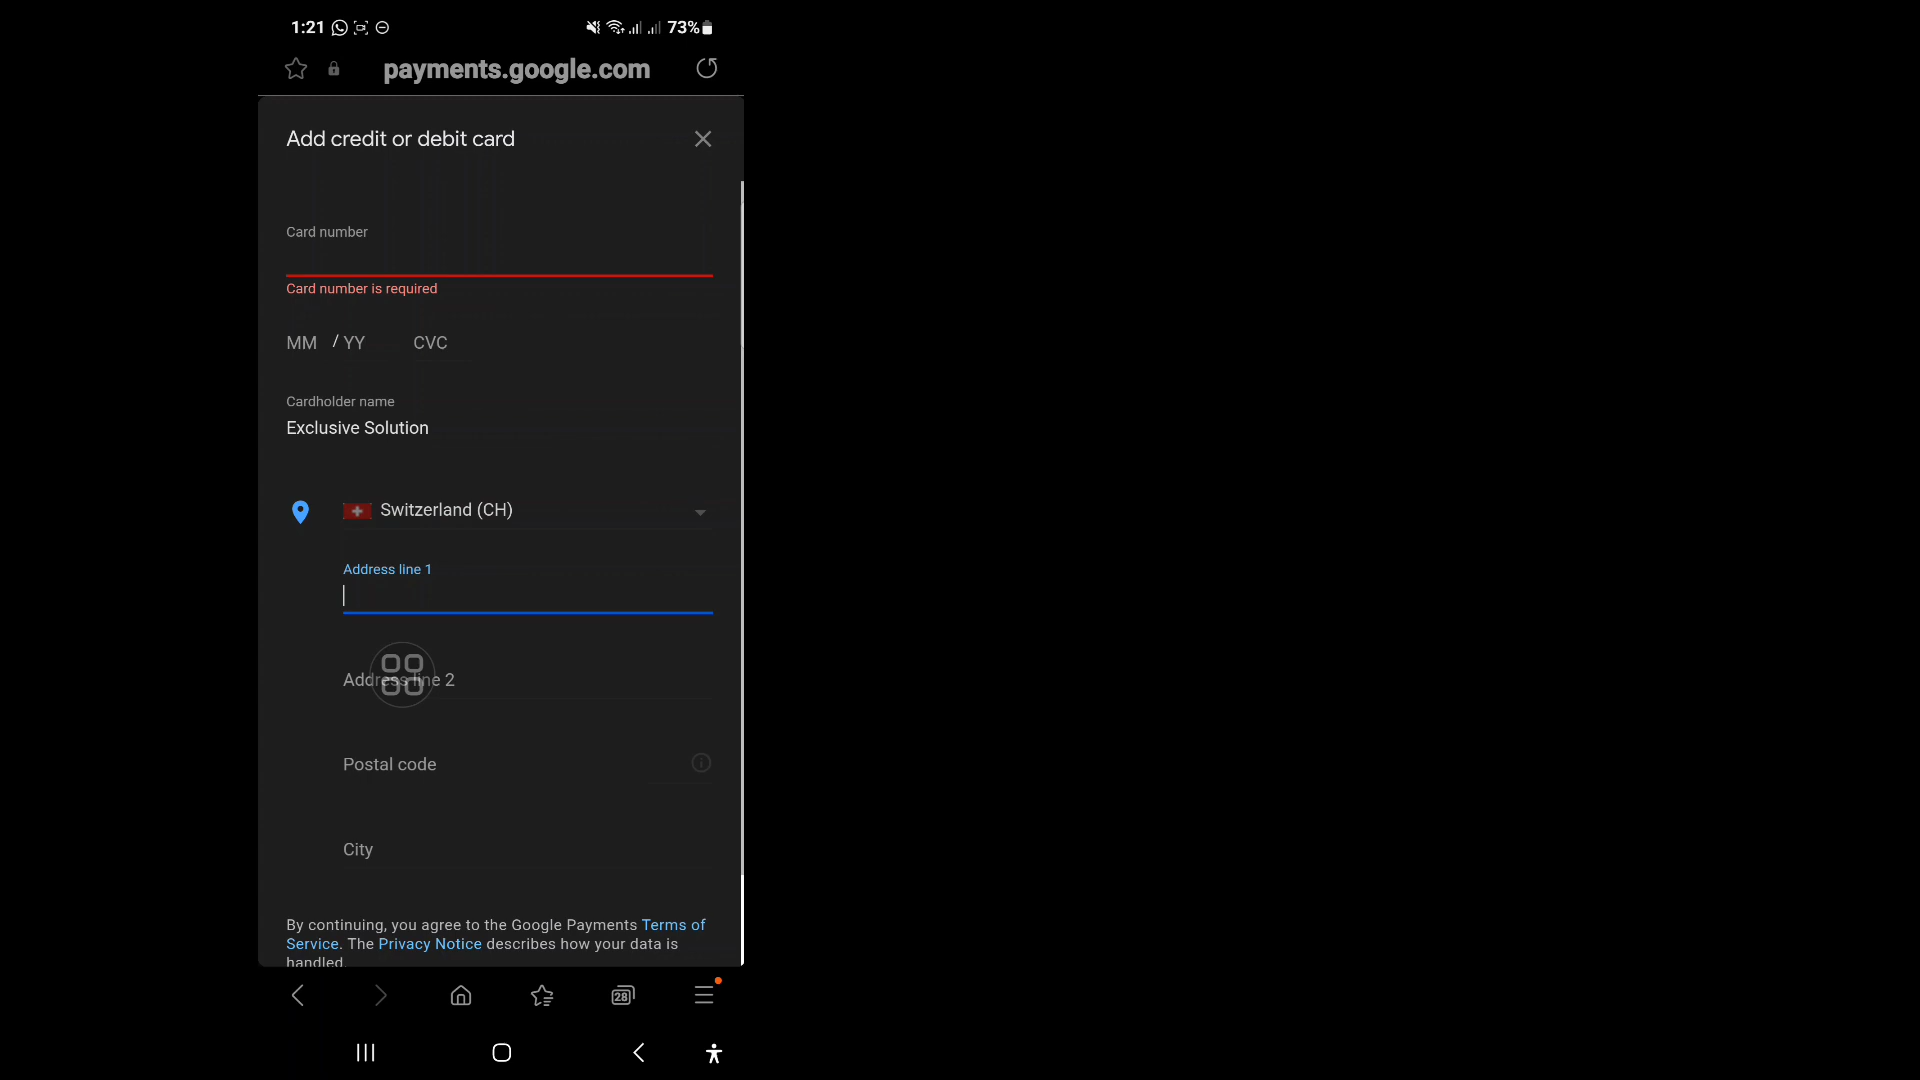 1:21
73%
payments.google.com
Add credit or debit card
Card number
Card number is required
MM / YY CVC
Cardholder name
Exclusive Solution
Switzerland (CH)
Address line 1
Address line 2
Postal code
City
By continuing, you agree to the Google Payments Terms of
Service. The Privacy Notice describes how your data is
handled.
28